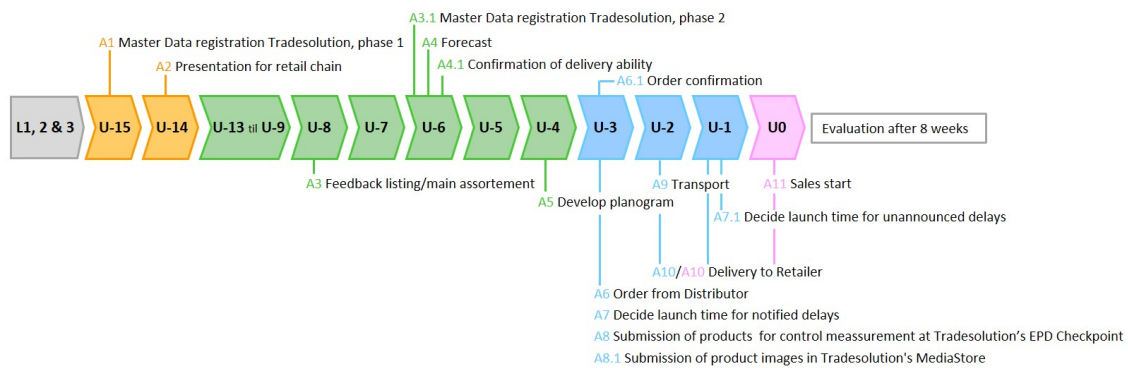 A3.1 Master Data registration Tradesolution, phase 2
A1 Master Data registration Tradesolution, phase 1
A4 Forecast
A2 Presentation for retail chain
A4.1 Confirmation of delivery ability
A6.1 Order confirmation
L1, 2 & 3
U-15
U-14
U-13 til U-9
U-8
U-7
U-6
U-5
U-4
U-3
U-2
U-1
U0
Evaluation after 8 weeks
A3 Feedback listing/main assortement
A9 Transport
A11 Sales start
A5 Develop planogram
A7.1 Decide launch time for unannounced delays
A10/A10 Delivery to Retailer
A6 Order from Distributor
A7 Decide launch time for notified delays
A8 Submission of products for control meassurement at Tradesolution's EPD Checkpoint
A8.1 Submission of product images in Tradesolution's MediaStore